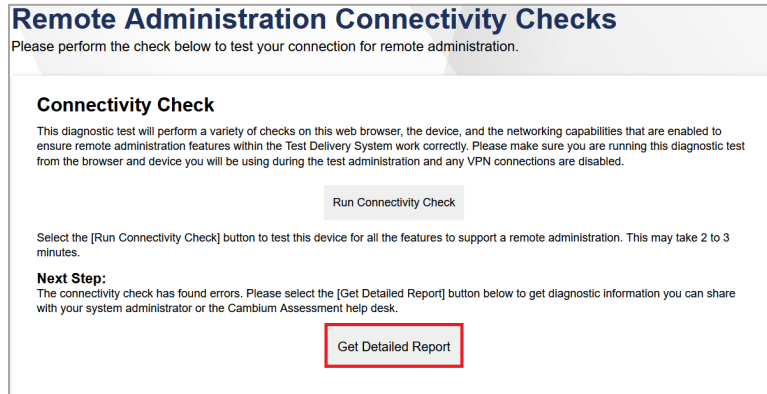 Remote Administration Connectivity Checks
Please perform the check below to test your connection for remote administration.
Connectivity Check
This diagnostic test will perform a variety of checks on this web browser, the device, and the networking capabilities that are enabled to
ensure remote administration features within the Test Delivery System work correctly. Please make sure you are running this diagnostic test
from the browser and device you will be using during the test administration and any VPN connections are disabled.
Run Connectivity Check
Select the [Run Connectivity Check] button to test this device for all the features to support a remote administration. This may take 2 to 3
minutes.
Next Step:
The connectivity check has found errors. Please select the [Get Detailed Report] button below to get diagnostic information you can share
with your system administrator or the Cambium Assessment help desk.
Get Detailed Report